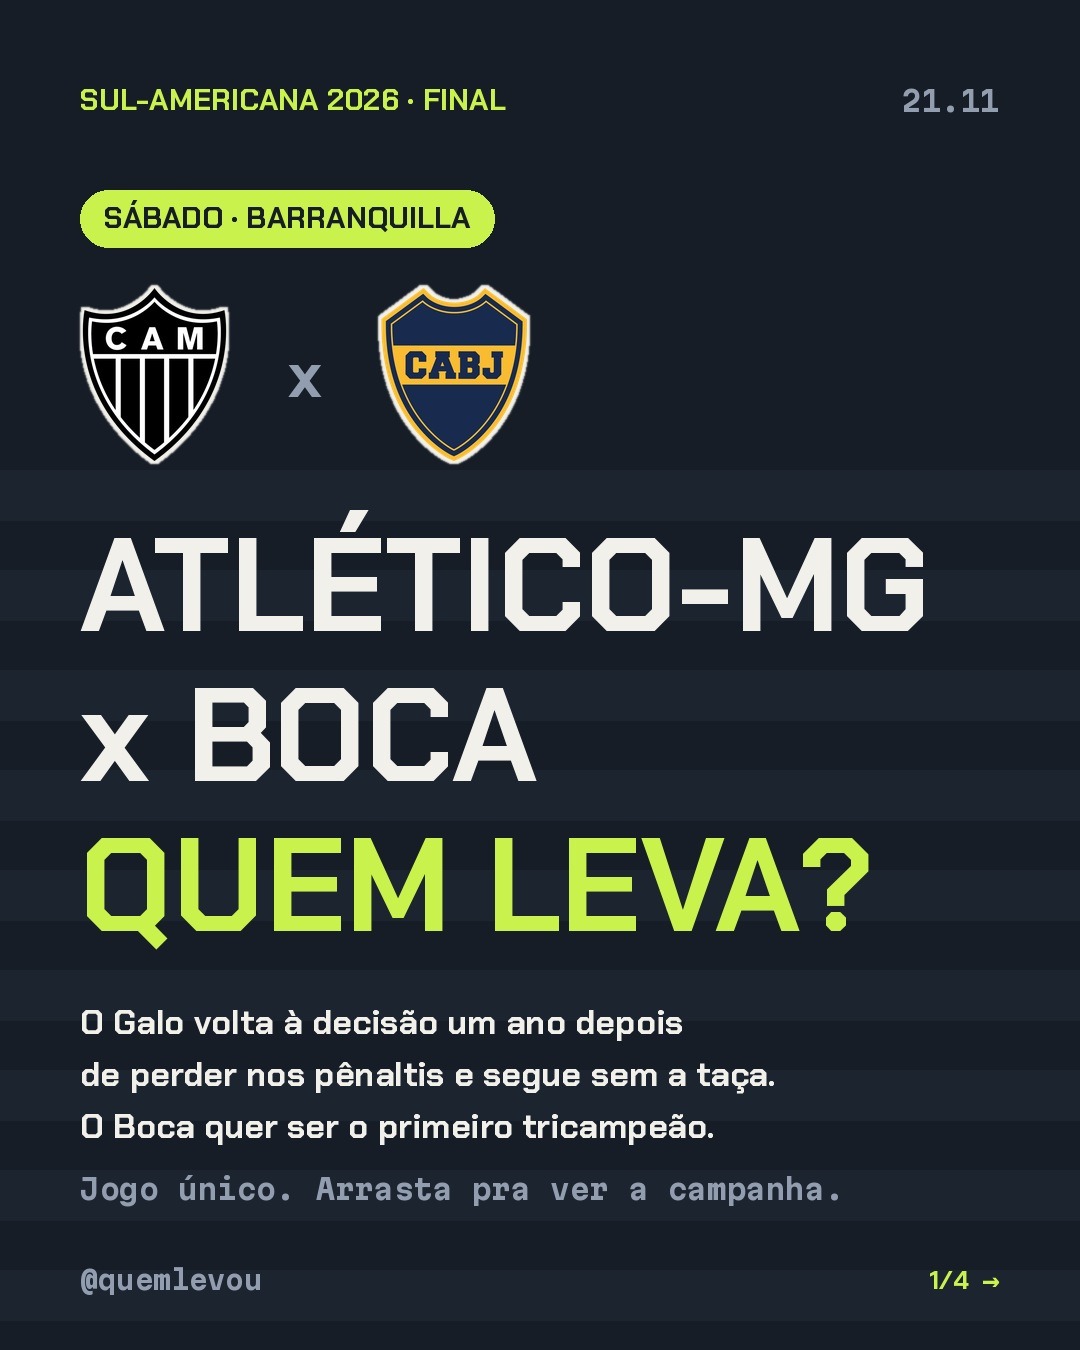 SUL-AMERICANA 2026 · FINAL
21.11
SÁBADO · BARRANQUILLA
CAM
x
CABJ
ATLÉTICO-MG
x BOCA
QUEM LEVA?
O Galo volta à decisão um ano depois
de perder nos pênaltis e segue sem a taça.
O Boca quer ser o primeiro tricampeão.
Jogo único. Arrasta pra ver a campanha.
@quemlevou
1/4 →